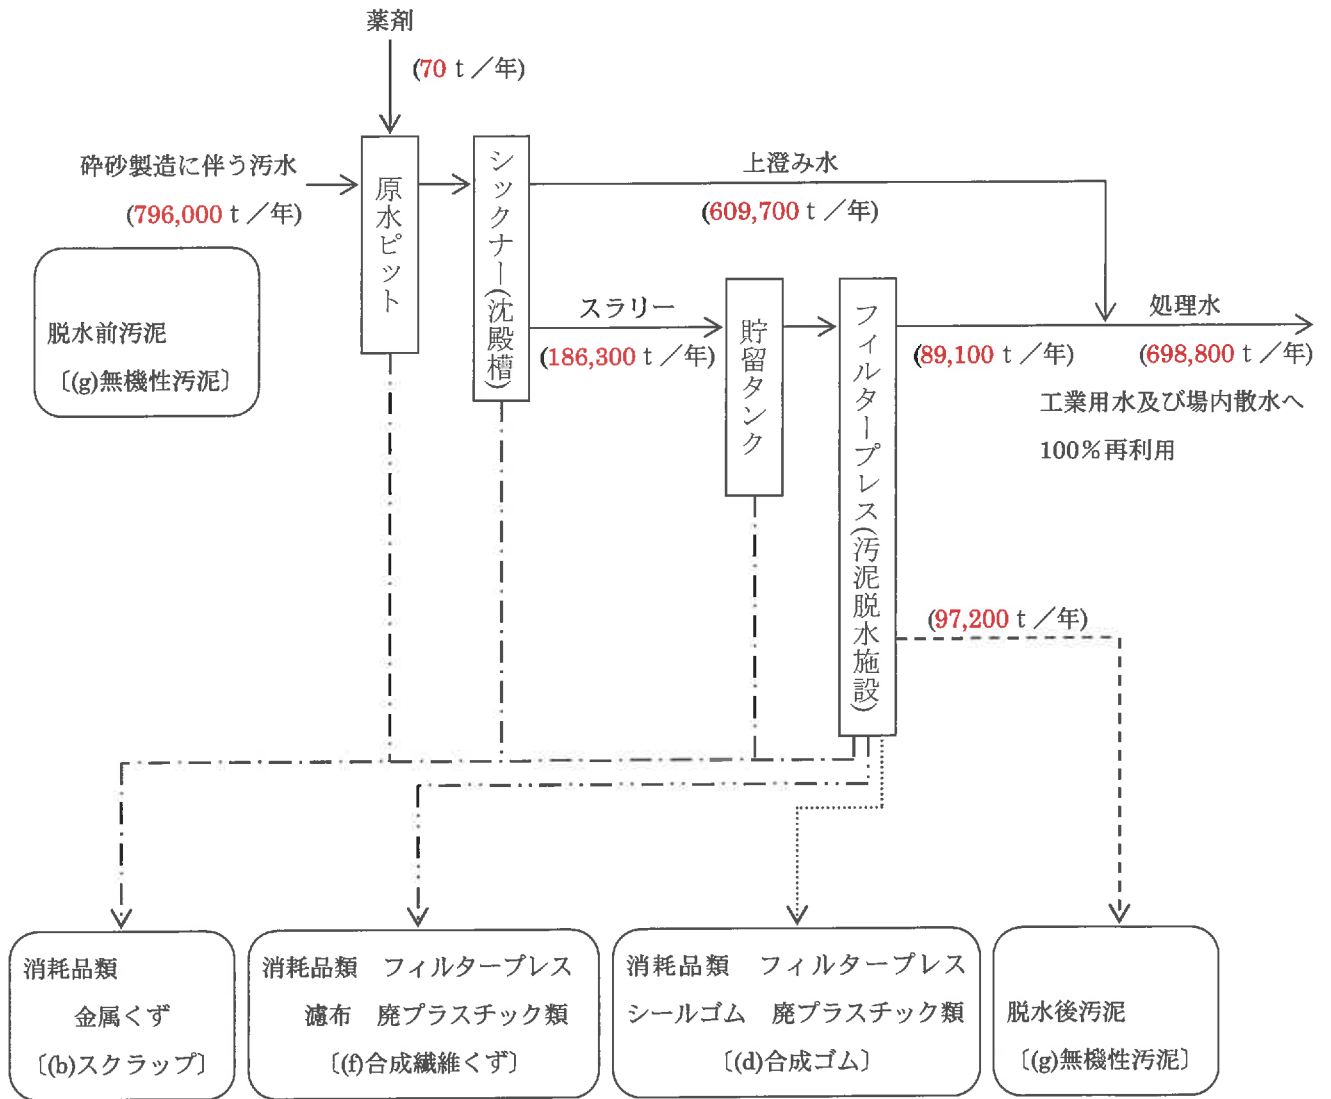 薬剤
(70 t ／年)
砕砂製造に伴う汚水
(796,000 t ／年)
原水ピット
シックナー(沈殿槽)
上澄み水
(609,700 t ／年)
脱水前汚泥
〔(g)無機性汚泥〕
スラリー
(186,300 t ／年)
貯留タンク
フィルタープレス(汚泥脱水施設)
処理水
(89,100 t ／年)
(698,800 t ／年)
工業用水及び場内散水へ
100％再利用
(97,200 t ／年)
消耗品類
金属くず
〔(b)スクラップ〕
消耗品類　フィルタープレス
濾布　廃プラスチック類
〔(f)合成繊維くず〕
消耗品類　フィルタープレス
シールゴム　廃プラスチック類
〔(d)合成ゴム〕
脱水後汚泥
〔(g)無機性汚泥〕